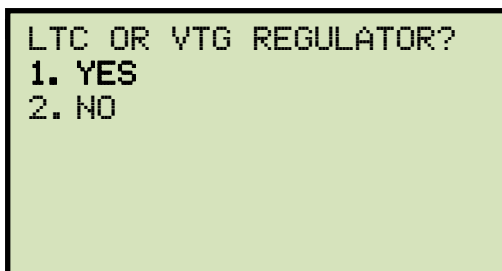 LTC OR VTG REGULATOR?
1. YES
2. NO